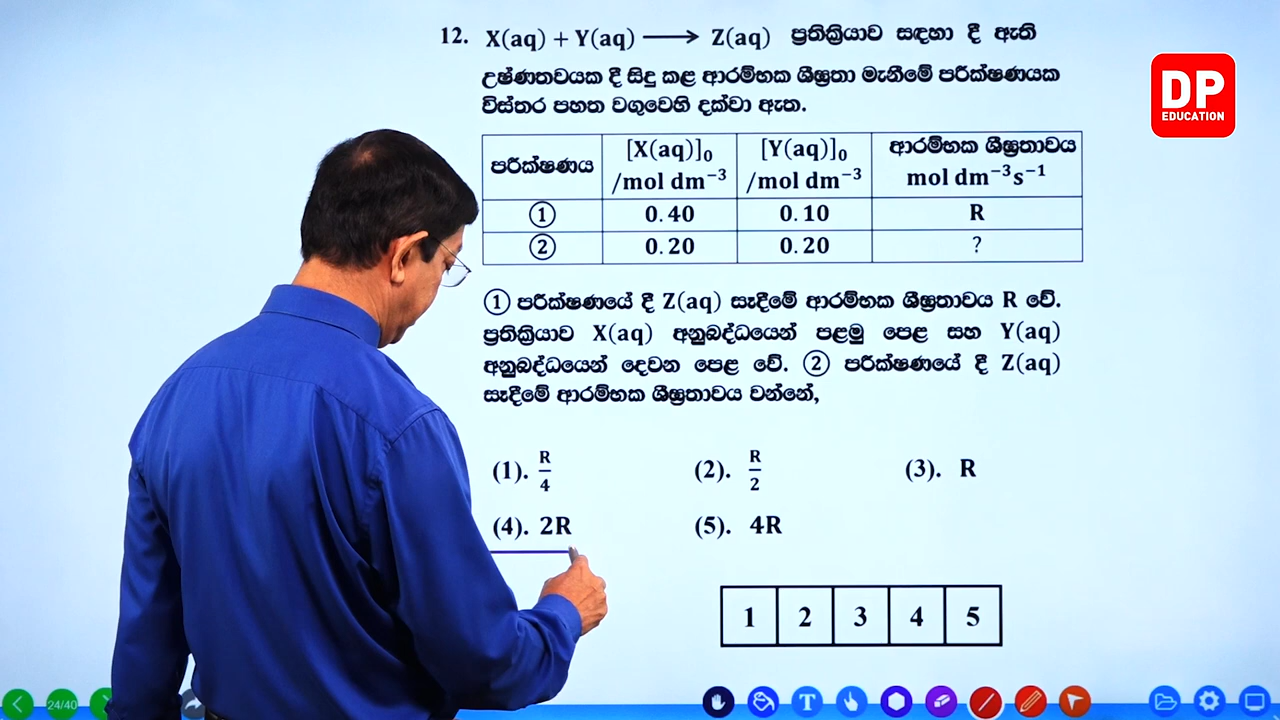 12. X(aq) + Y(aq) ⟶ Z(aq) ප්‍රතික්‍රියාව සඳහා දී ඇති
උෂ්ණත්වයක දී සිදු කළ ආරම්භක ශීඝ්‍රතා මැනීමේ පරීක්ෂණයක
විස්තර පහත වගුවෙහි දක්වා ඇත.
පරීක්ෂණය [X(aq)]₀ /mol dm⁻³ [Y(aq)]₀ /mol dm⁻³ ආරම්භක ශීඝ්‍රතාවය mol dm⁻³s⁻¹
① 0.40 0.10 R
② 0.20 0.20 ?
① පරීක්ෂණයේ දී Z(aq) සෑදීමේ ආරම්භක ශීඝ්‍රතාවය R වේ.
ප්‍රතික්‍රියාව X(aq) අනුබද්ධයෙන් පළමු පෙළ සහ Y(aq)
අනුබද්ධයෙන් දෙවන පෙළ වේ. ② පරීක්ෂණයේ දී Z(aq)
සෑදීමේ ආරම්භක ශීඝ්‍රතාවය වන්නේ,
(1). R/4 (2). R/2 (3). R
(4). 2R (5). 4R
1 2 3 4 5
DP
EDUCATION
24/40
T